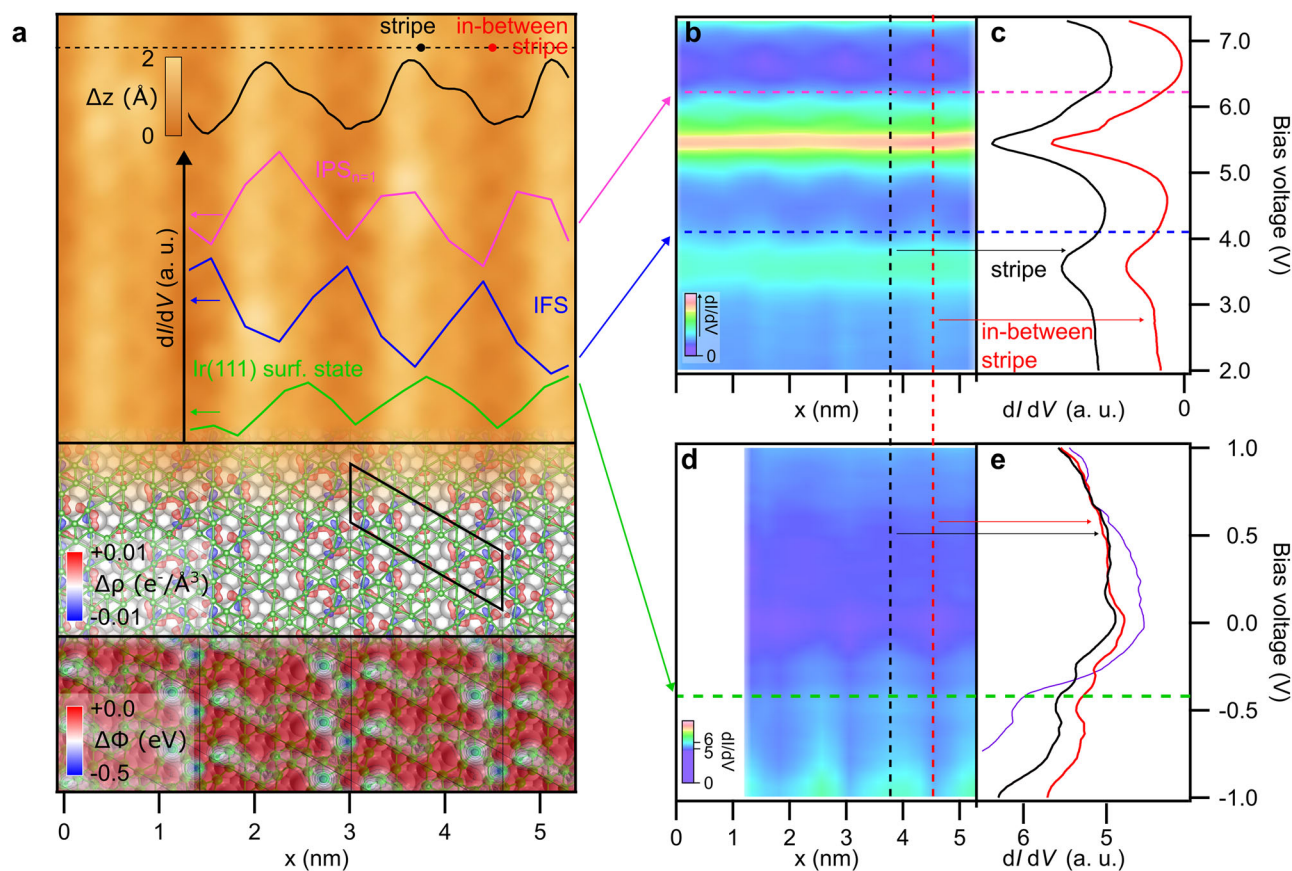 a
stripe
in-between
stripe
2
Δz (Å)
0
IPSn=1
dI/dV (a. u.)
IFS
Ir(111) surf. state
+0.01
Δρ (e-/Å3)
-0.01
+0.0
ΔΦ (eV)
-0.5
0 1 2 3 4 5
x (nm)
b
stripe
dI/dV
0
in-between
stripe
x (nm)
c
7.0
6.0
5.0
4.0
3.0
2.0
Bias voltage (V)
dI dV (a. u.)
0
d
6
5
0
dI/dV
0 1 2 3 4 5
x (nm)
e
1.0
0.5
0.0
-0.5
-1.0
Bias voltage (V)
6 5
dI dV (a. u.)